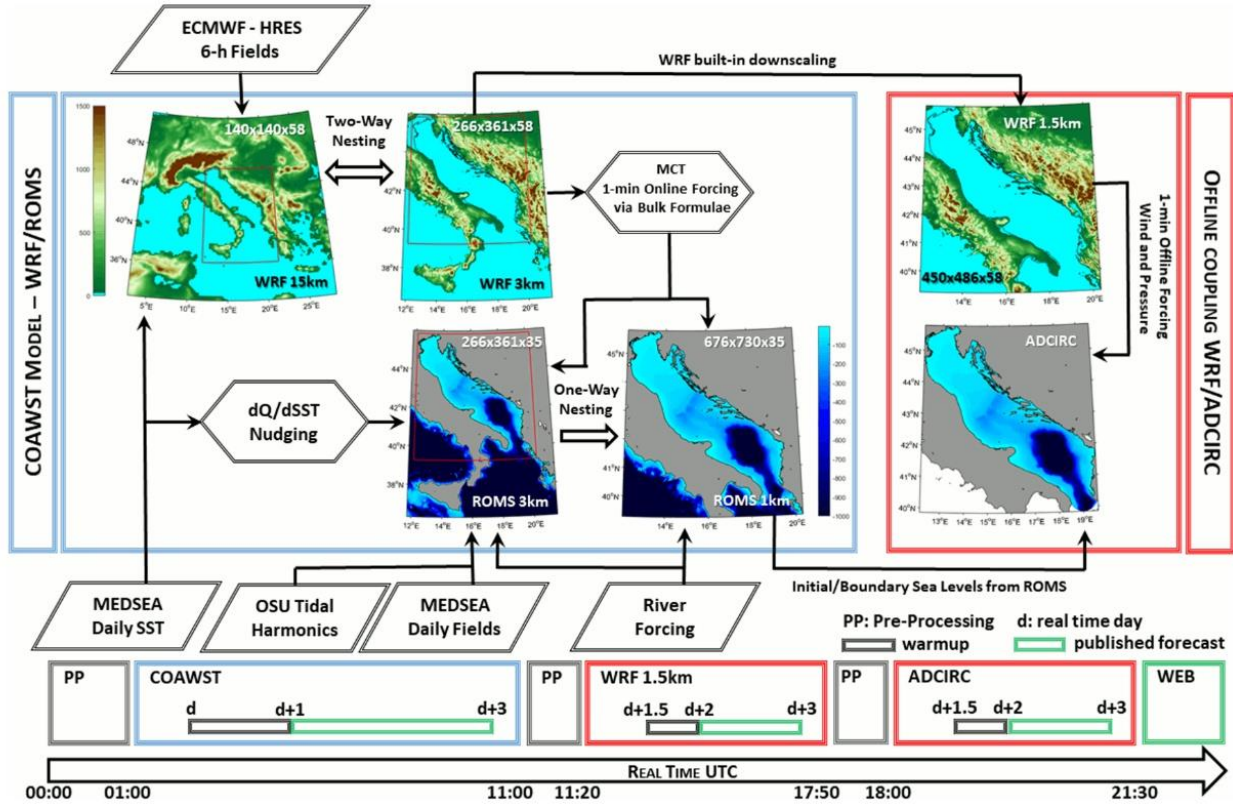 ECMWF - HRES
6-h Fields
WRF built-in downscaling
COAWST MODEL – WRF/ROMS
1500
1000
500
0
140x140x58
48°N
44°N
40°N
36°N
WRF 15km
5°E 10°E 15°E 20°E 25°E
Two-Way
Nesting
266x361x58
44°N
42°N
40°N
38°N
WRF 3km
12°E 14°E 16°E 18°E 20°E
MCT
1-min Online Forcing
via Bulk Formulae
WRF 1.5km
45°N
44°N
43°N
42°N
41°N
40°N
450x486x58
14°E 16°E 18°E
1-min Offline Forcing
Wind and Pressure
OFFLINE COUPLING WRF/ADCIRC
dQ/dSST
Nudging
266x361x35
44°N
42°N
40°N
38°N
ROMS 3km
12°E 14°E 16°E 18°E 20°E
One-Way
Nesting
676x730x35
45°N
44°N
43°N
42°N
41°N
40°N
ROMS 1km
14°E 16°E 18°E 20°E
-100
-200
-300
-400
-500
-600
-700
-800
-900
-1000
ADCIRC
45°N
44°N
43°N
42°N
41°N
40°N
13°E 14°E 15°E 16°E 17°E 18°E 19°E
MEDSEA
Daily SST
OSU Tidal
Harmonics
MEDSEA
Daily Fields
River
Forcing
Initial/Boundary Sea Levels from ROMS
PP: Pre-Processing d: real time day
warmup published forecast
PP
COAWST
d d+1 d+3
PP
WRF 1.5km
d+1.5 d+2 d+3
PP
ADCIRC
d+1.5 d+2 d+3
WEB
REAL TIME UTC
00:00 01:00 11:00 11:20 17:50 18:00 21:30